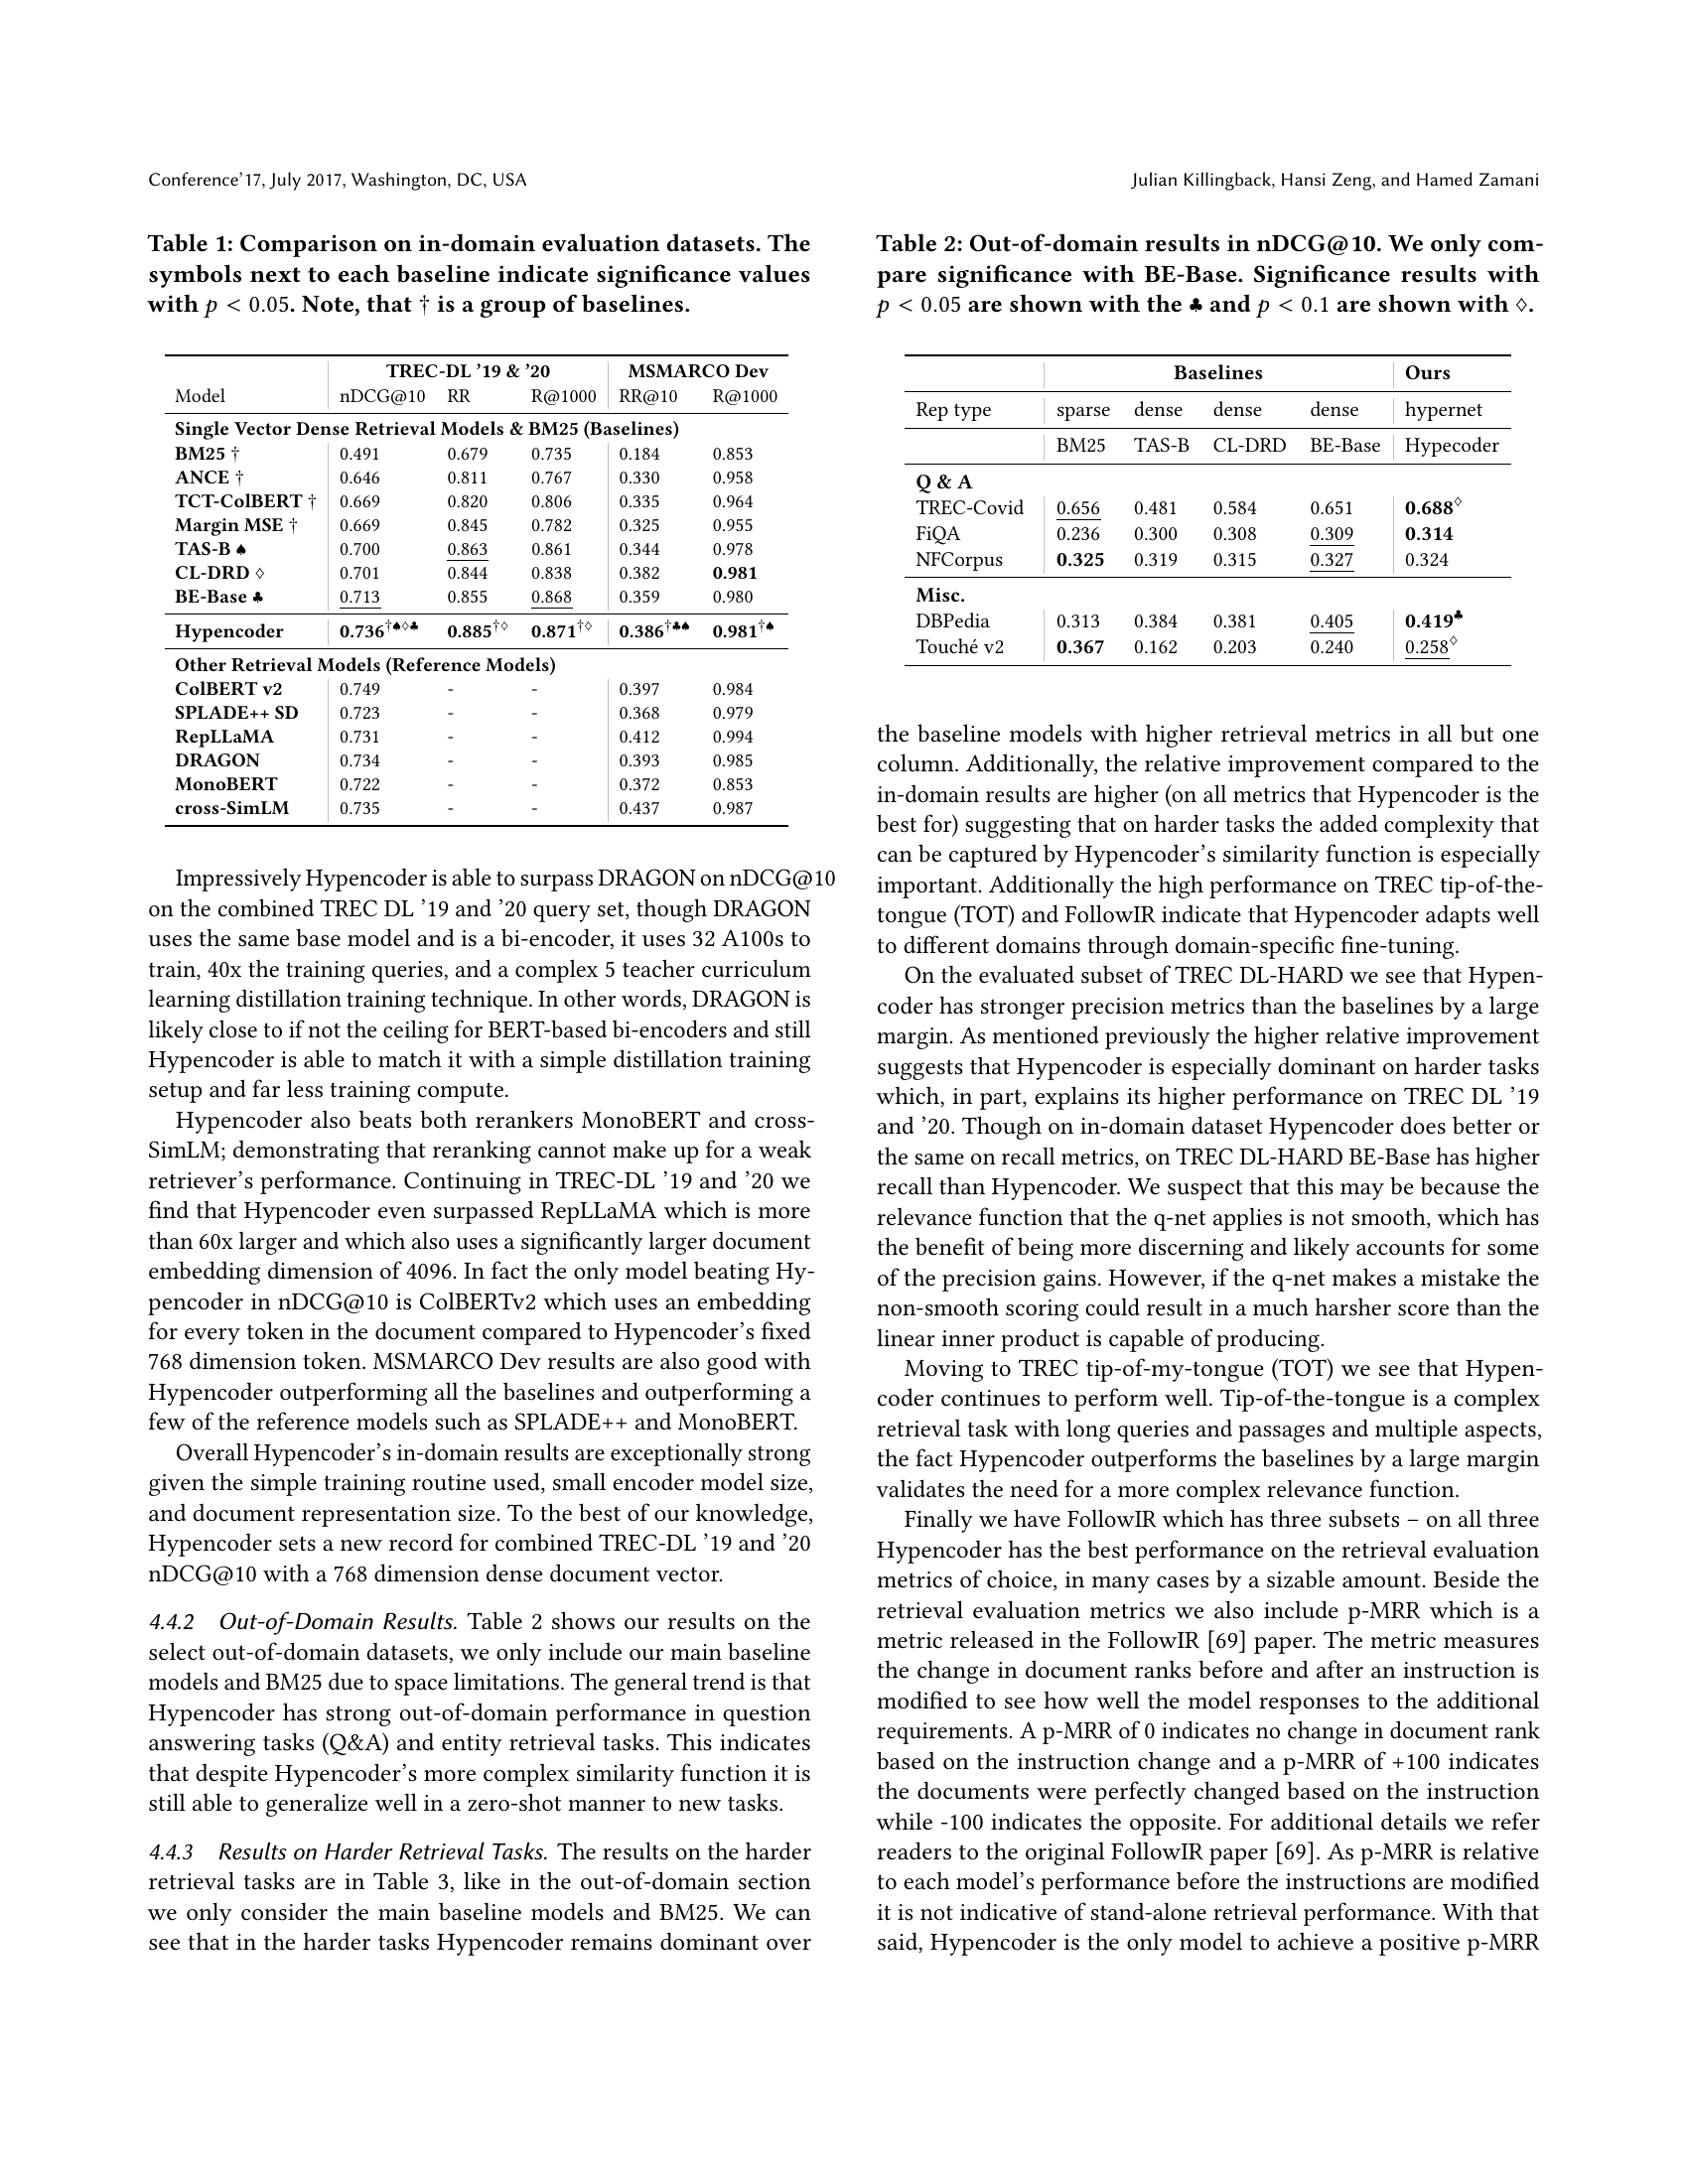 Conference'17, July 2017, Washington, DC, USA
Julian Killingback, Hansi Zeng, and Hamed Zamani
Table 1: Comparison on in-domain evaluation datasets. The
symbols next to each baseline indicate significance values
with p < 0.05. Note, that † is a group of baselines.
TREC-DL '19 & '20 MSMARCO Dev
Model nDCG@10 RR R@1000 RR@10 R@1000
Single Vector Dense Retrieval Models & BM25 (Baselines)
BM25 † 0.491 0.679 0.735 0.184 0.853
ANCE † 0.646 0.811 0.767 0.330 0.958
TCT-ColBERT † 0.669 0.820 0.806 0.335 0.964
Margin MSE † 0.669 0.845 0.782 0.325 0.955
TAS-B ♠ 0.700 0.863 0.861 0.344 0.978
CL-DRD ◇ 0.701 0.844 0.838 0.382 0.981
BE-Base ♣ 0.713 0.855 0.868 0.359 0.980
Hypencoder 0.736†♠◇♣ 0.885†◇ 0.871†◇ 0.386†♣♠ 0.981†♠
Other Retrieval Models (Reference Models)
ColBERT v2 0.749 - - 0.397 0.984
SPLADE++ SD 0.723 - - 0.368 0.979
RepLLaMA 0.731 - - 0.412 0.994
DRAGON 0.734 - - 0.393 0.985
MonoBERT 0.722 - - 0.372 0.853
cross-SimLM 0.735 - - 0.437 0.987
Impressively Hypencoder is able to surpass DRAGON on nDCG@10
on the combined TREC DL '19 and '20 query set, though DRAGON
uses the same base model and is a bi-encoder, it uses 32 A100s to
train, 40x the training queries, and a complex 5 teacher curriculum
learning distillation training technique. In other words, DRAGON is
likely close to if not the ceiling for BERT-based bi-encoders and still
Hypencoder is able to match it with a simple distillation training
setup and far less training compute.
Hypencoder also beats both rerankers MonoBERT and cross-
SimLM; demonstrating that reranking cannot make up for a weak
retriever's performance. Continuing in TREC-DL '19 and '20 we
find that Hypencoder even surpassed RepLLaMA which is more
than 60x larger and which also uses a significantly larger document
embedding dimension of 4096. In fact the only model beating Hy-
pencoder in nDCG@10 is ColBERTv2 which uses an embedding
for every token in the document compared to Hypencoder's fixed
768 dimension token. MSMARCO Dev results are also good with
Hypencoder outperforming all the baselines and outperforming a
few of the reference models such as SPLADE++ and MonoBERT.
Overall Hypencoder's in-domain results are exceptionally strong
given the simple training routine used, small encoder model size,
and document representation size. To the best of our knowledge,
Hypencoder sets a new record for combined TREC-DL '19 and '20
nDCG@10 with a 768 dimension dense document vector.
4.4.2 Out-of-Domain Results. Table 2 shows our results on the
select out-of-domain datasets, we only include our main baseline
models and BM25 due to space limitations. The general trend is that
Hypencoder has strong out-of-domain performance in question
answering tasks (Q&A) and entity retrieval tasks. This indicates
that despite Hypencoder's more complex similarity function it is
still able to generalize well in a zero-shot manner to new tasks.
4.4.3 Results on Harder Retrieval Tasks. The results on the harder
retrieval tasks are in Table 3, like in the out-of-domain section
we only consider the main baseline models and BM25. We can
see that in the harder tasks Hypencoder remains dominant over
Table 2: Out-of-domain results in nDCG@10. We only com-
pare significance with BE-Base. Significance results with
p < 0.05 are shown with the ♣ and p < 0.1 are shown with ◇.
Baselines Ours
Rep type sparse dense dense dense hypernet
BM25 TAS-B CL-DRD BE-Base Hypecoder
Q & A
TREC-Covid 0.656 0.481 0.584 0.651 0.688◇
FiQA 0.236 0.300 0.308 0.309 0.314
NFCorpus 0.325 0.319 0.315 0.327 0.324
Misc.
DBPedia 0.313 0.384 0.381 0.405 0.419♣
Touché v2 0.367 0.162 0.203 0.240 0.258◇
the baseline models with higher retrieval metrics in all but one
column. Additionally, the relative improvement compared to the
in-domain results are higher (on all metrics that Hypencoder is the
best for) suggesting that on harder tasks the added complexity that
can be captured by Hypencoder's similarity function is especially
important. Additionally the high performance on TREC tip-of-the-
tongue (TOT) and FollowIR indicate that Hypencoder adapts well
to different domains through domain-specific fine-tuning.
On the evaluated subset of TREC DL-HARD we see that Hypen-
coder has stronger precision metrics than the baselines by a large
margin. As mentioned previously the higher relative improvement
suggests that Hypencoder is especially dominant on harder tasks
which, in part, explains its higher performance on TREC DL '19
and '20. Though on in-domain dataset Hypencoder does better or
the same on recall metrics, on TREC DL-HARD BE-Base has higher
recall than Hypencoder. We suspect that this may be because the
relevance function that the q-net applies is not smooth, which has
the benefit of being more discerning and likely accounts for some
of the precision gains. However, if the q-net makes a mistake the
non-smooth scoring could result in a much harsher score than the
linear inner product is capable of producing.
Moving to TREC tip-of-my-tongue (TOT) we see that Hypen-
coder continues to perform well. Tip-of-the-tongue is a complex
retrieval task with long queries and passages and multiple aspects,
the fact Hypencoder outperforms the baselines by a large margin
validates the need for a more complex relevance function.
Finally we have FollowIR which has three subsets – on all three
Hypencoder has the best performance on the retrieval evaluation
metrics of choice, in many cases by a sizable amount. Beside the
retrieval evaluation metrics we also include p-MRR which is a
metric released in the FollowIR [69] paper. The metric measures
the change in document ranks before and after an instruction is
modified to see how well the model responses to the additional
requirements. A p-MRR of 0 indicates no change in document rank
based on the instruction change and a p-MRR of +100 indicates
the documents were perfectly changed based on the instruction
while -100 indicates the opposite. For additional details we refer
readers to the original FollowIR paper [69]. As p-MRR is relative
to each model's performance before the instructions are modified
it is not indicative of stand-alone retrieval performance. With that
said, Hypencoder is the only model to achieve a positive p-MRR